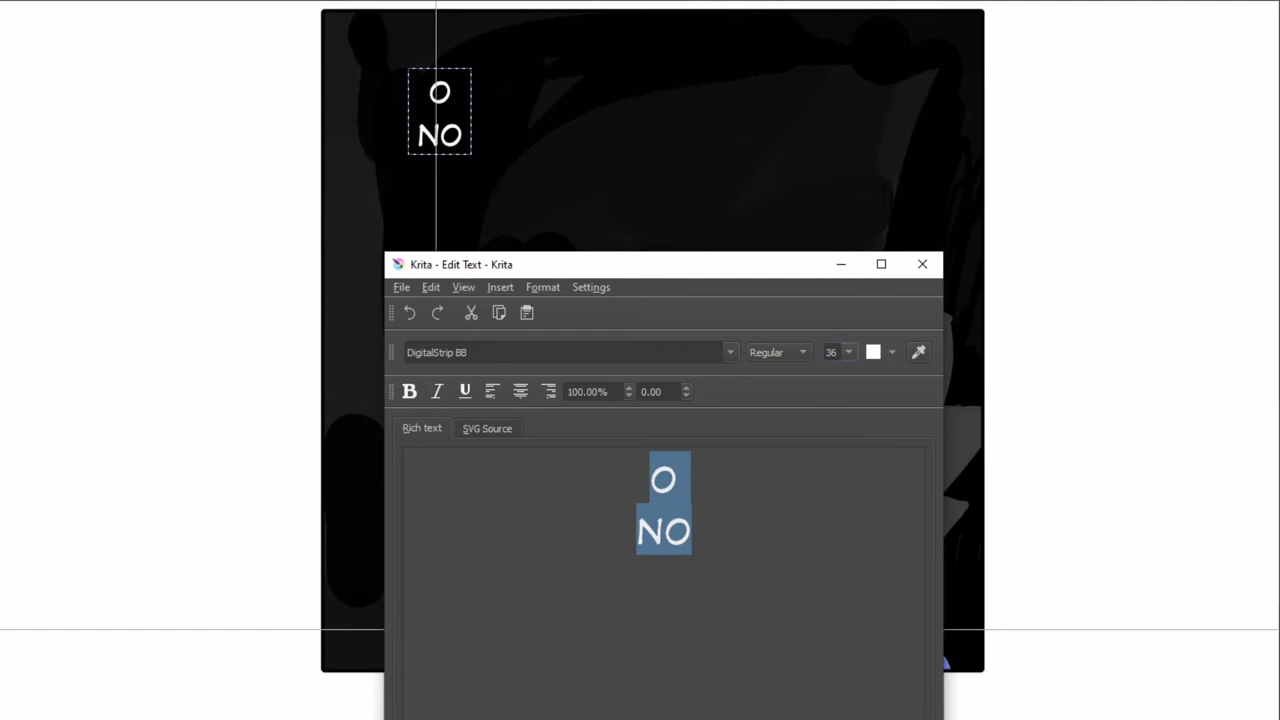 O
NO
Krita - Edit Text - Krita
File Edit View Insert Format Settings
DigitalStrip BB Regular 36
B I U 100.00% 0.00
Rich text SVG Source
O
NO